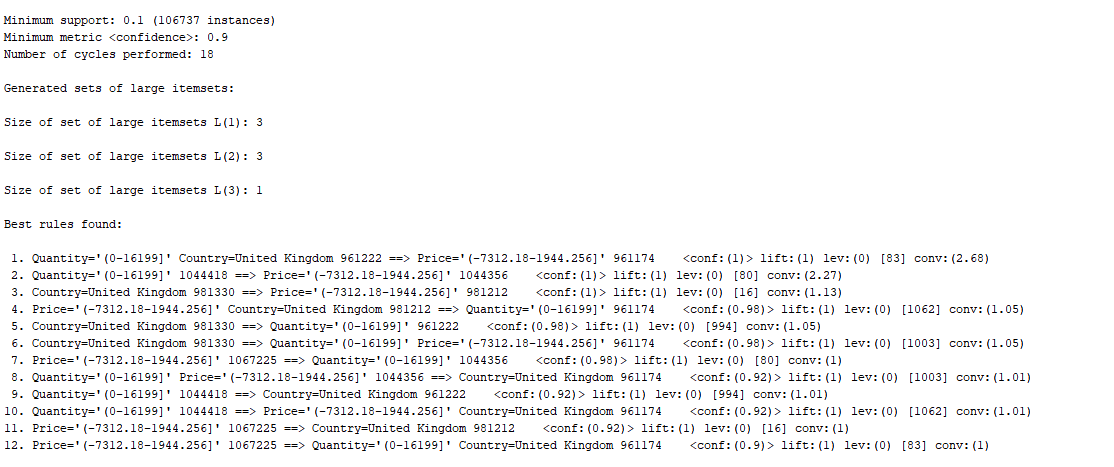 Minimum support: 0.1 (106737 instances)
Minimum metric <confidence>: 0.9
Number of cycles performed: 18
Generated sets of large itemsets:
Size of set of large itemsets L(1): 3
Size of set of large itemsets L(2): 3
Size of set of large itemsets L(3): 1
Best rules found:
1. Quantity='(0-16199]' Country=United Kingdom 961222 ==> Price='(-7312.18-1944.256]' 961174 <conf:(1)> lift:(1) lev:(0) [83] conv:(2.68)
2. Quantity='(0-16199]' 1044418 ==> Price='(-7312.18-1944.256]' 1044356 <conf:(1)> lift:(1) lev:(0) [80] conv:(2.27)
3. Country=United Kingdom 981330 ==> Price='(-7312.18-1944.256]' 981212 <conf:(1)> lift:(1) lev:(0) [16] conv:(1.13)
4. Price='(-7312.18-1944.256]' Country=United Kingdom 981212 ==> Quantity='(0-16199]' 961174 <conf:(0.98)> lift:(1) lev:(0) [1062] conv:(1.05)
5. Country=United Kingdom 981330 ==> Quantity='(0-16199]' 961222 <conf:(0.98)> lift:(1) lev:(0) [994] conv:(1.05)
6. Country=United Kingdom 981330 ==> Quantity='(0-16199]' Price='(-7312.18-1944.256]' 961174 <conf:(0.98)> lift:(1) lev:(0) [1003] conv:(1.05)
7. Price='(-7312.18-1944.256]' 1067225 ==> Quantity='(0-16199]' 1044356 <conf:(0.98)> lift:(1) lev:(0) [80] conv:(1)
8. Quantity='(0-16199]' Price='(-7312.18-1944.256]' 1044356 ==> Country=United Kingdom 961174 <conf:(0.92)> lift:(1) lev:(0) [1003] conv:(1.01)
9. Quantity='(0-16199]' 1044418 ==> Country=United Kingdom 961222 <conf:(0.92)> lift:(1) lev:(0) [994] conv:(1.01)
10. Quantity='(0-16199]' 1044418 ==> Price='(-7312.18-1944.256]' Country=United Kingdom 961174 <conf:(0.92)> lift:(1) lev:(0) [1062] conv:(1.01)
11. Price='(-7312.18-1944.256]' 1067225 ==> Country=United Kingdom 981212 <conf:(0.92)> lift:(1) lev:(0) [16] conv:(1)
12. Price='(-7312.18-1944.256]' 1067225 ==> Quantity='(0-16199]' Country=United Kingdom 961174 <conf:(0.9)> lift:(1) lev:(0) [83] conv:(1)